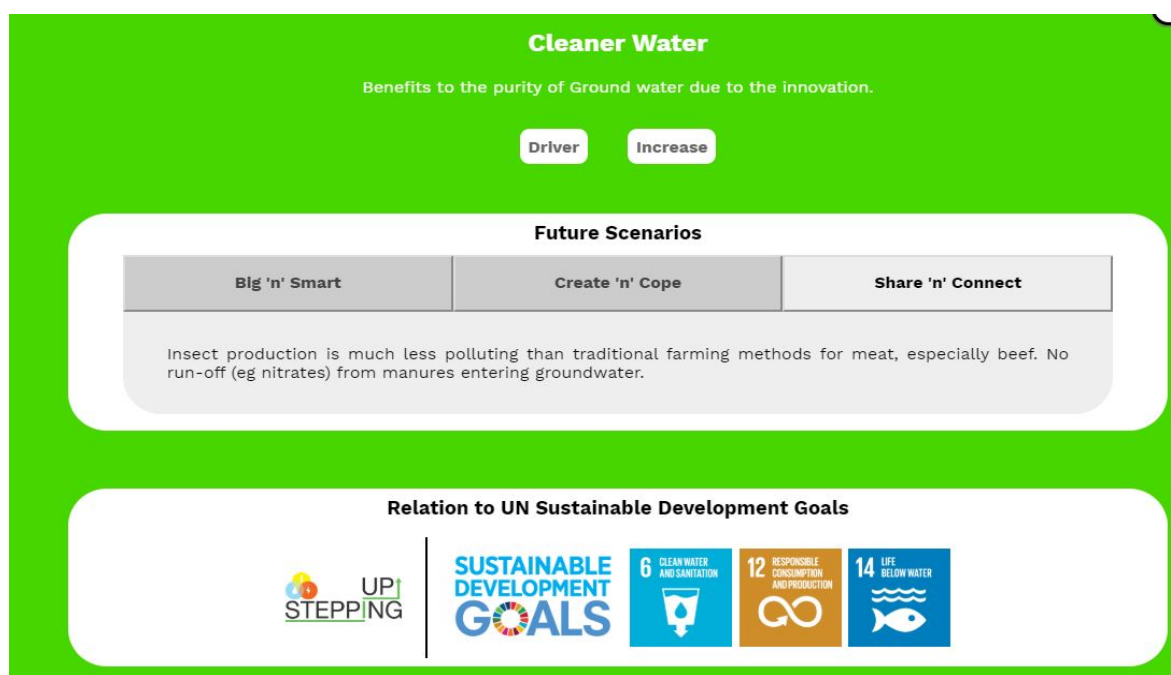 Cleaner Water
Benefits to the purity of Ground water due to the innovation.
Driver
Increase
Future Scenarios
Big 'n' Smart
Create 'n' Cope
Share 'n' Connect
Insect production is much less polluting than traditional farming methods for meat, especially beef. No
run-off (eg nitrates) from manures entering groundwater.
Relation to UN Sustainable Development Goals
UP
STEPPING
SUSTAINABLE
DEVELOPMENT
GOALS
6 CLEAN WATER
AND SANITATION
12 RESPONSIBLE
CONSUMPTION
AND PRODUCTION
14 LIFE
BELOW WATER